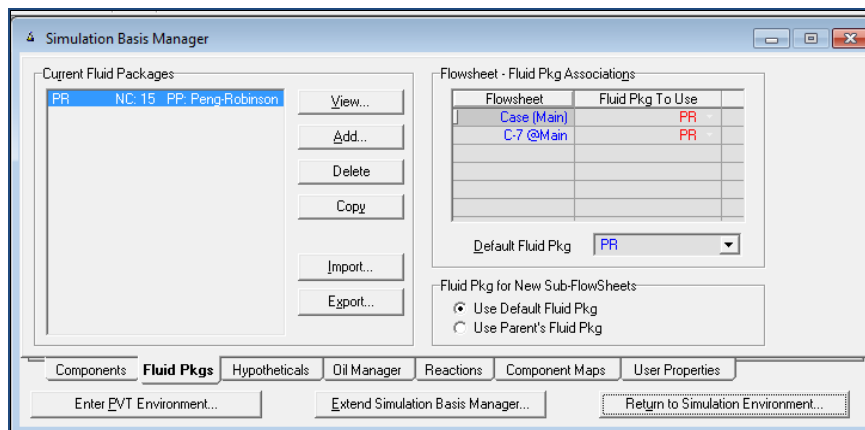 Simulation Basis Manager
Current Fluid Packages
PR NC: 15 PP: Peng-Robinson
View...
Add...
Delete
Copy
Import...
Export...
Flowsheet - Fluid Pkg Associations
Flowsheet Fluid Pkg To Use
Case (Main) PR
C-7 @Main PR
Default Fluid Pkg PR
Fluid Pkg for New Sub-FlowSheets
Use Default Fluid Pkg
Use Parent's Fluid Pkg
Components Fluid Pkgs Hypotheticals Oil Manager Reactions Component Maps User Properties
Enter PVT Environment... Extend Simulation Basis Manager... Return to Simulation Environment...